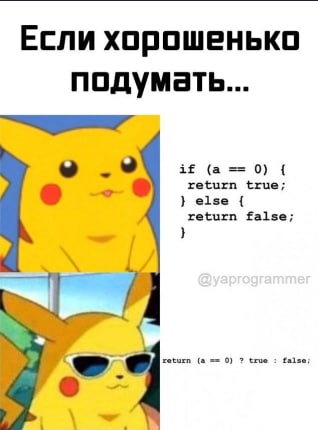 Если хорошенько
подумать...
if (a == 0) {
return true;
} else {
return false;
}
@yaprogrammer
return (a == 0) ? true : false;